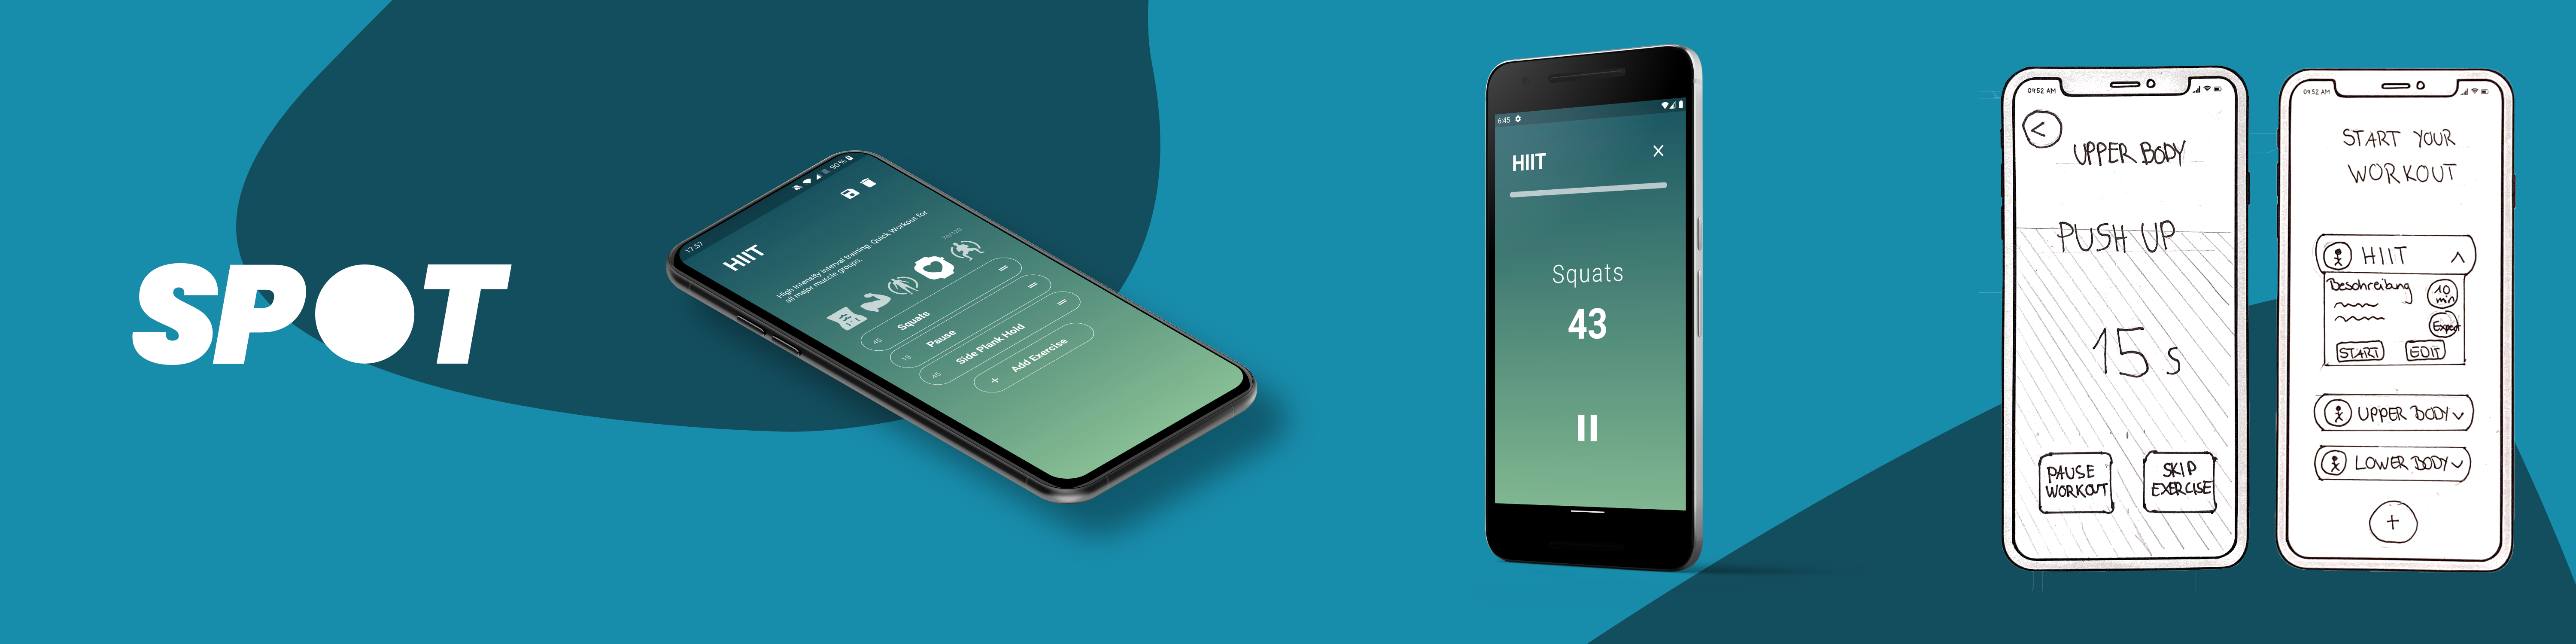 SPOT
17:57
90 %
HIIT
High Intensity interval training. Quick Workout for
all major muscle groups.
76/120
45 Squats
15 Pause
45 Side Plank Hold
+ Add Exercise
6:45
HIIT
Squats
43
09:52 AM
UPPER BODY
PUSH UP
15 s
PAUSE
WORKOUT
SKIP
EXERCISE
09:52 AM
START YOUR
WORKOUT
HIIT
Beschreibung
10
min
Expert
START
EDIT
UPPER BODY
LOWER BODY
+